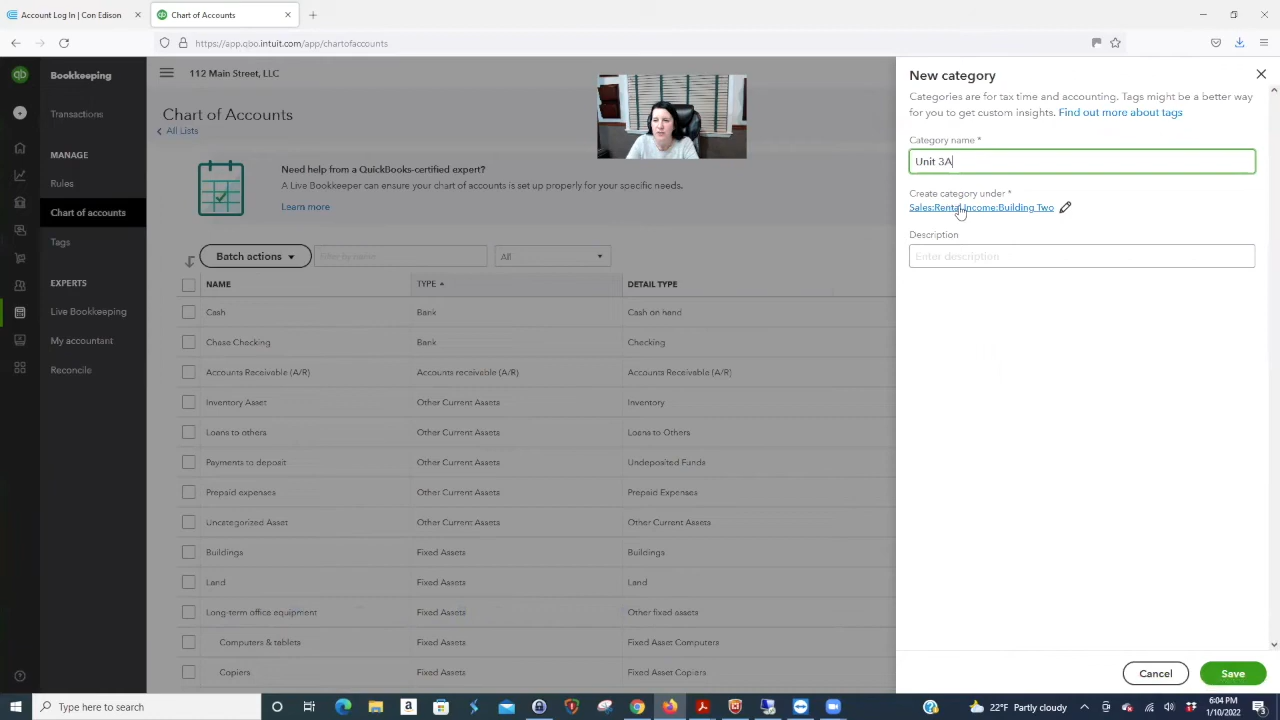 Account Log In | Con Edison
Chart of Accounts
https://app.qbo.intuit.com/app/chartofaccounts
qb
Bookkeeping
Transactions
MANAGE
Rules
Chart of accounts
Tags
EXPERTS
Live Bookkeeping
My accountant
Reconcile
112 Main Street, LLC
Chart of Accounts
All Lists
Need help from a QuickBooks-certified expert?
A Live Bookkeeper can ensure your chart of accounts is set up properly for your specific needs.
Learn more
Batch actions
Filter by name
All
NAME TYPE DETAIL TYPE
Cash Bank Cash on hand
Chase Checking Bank Checking
Accounts Receivable (A/R) Accounts receivable (A/R) Accounts Receivable (A/R)
Inventory Asset Other Current Assets Inventory
Loans to others Other Current Assets Loans to Others
Payments to deposit Other Current Assets Undeposited Funds
Prepaid expenses Other Current Assets Prepaid Expenses
Uncategorized Asset Other Current Assets Other Current Assets
Buildings Fixed Assets Buildings
Land Fixed Assets Land
Long-term office equipment Fixed Assets Other fixed assets
Computers & tablets Fixed Assets Fixed Asset Computers
Copiers Fixed Assets Fixed Asset Copiers
New category
Categories are for tax time and accounting. Tags might be a better way
for you to get custom insights. Find out more about tags
Category name *
Unit 3A
Create category under *
Sales:Rental Income:Building Two
Description
Enter description
Cancel
Save
Type here to search
22°F Partly cloudy
6:04 PM
1/10/2022